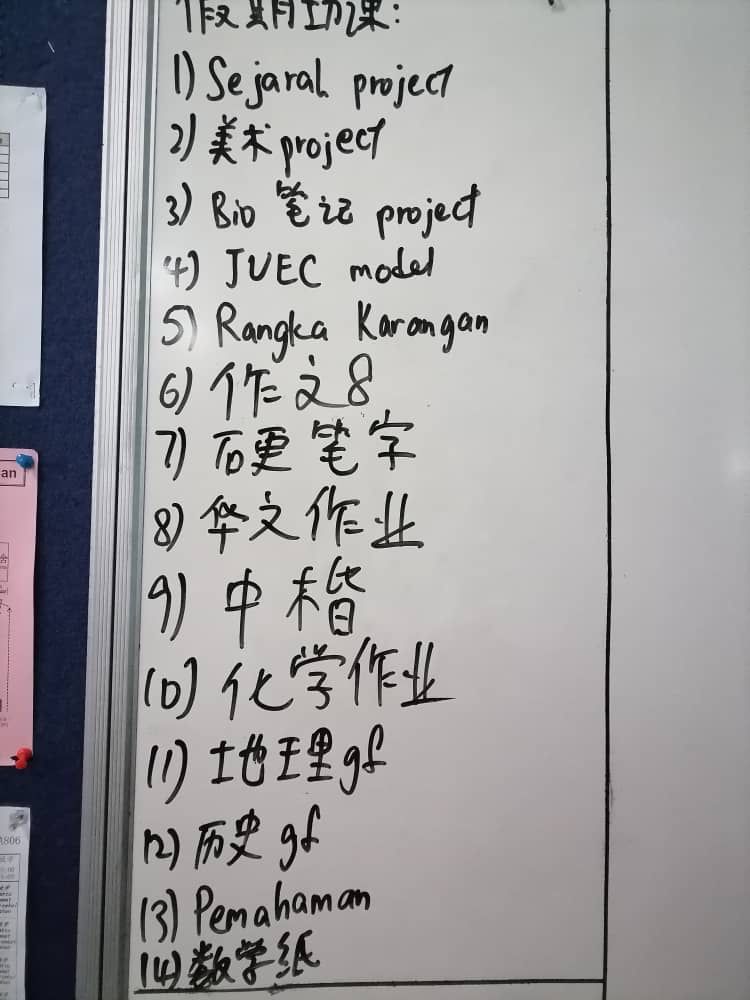 假期功课:
1) Sejarah project
2) 美术 project
3) Bio 笔记 project
4) JUEC model
5) Rangka Karangan
6) 作文8
7) 硬笔字
8) 华文作业
9) 中楷
10) 化学作业
11) 地理 gf
12) 历史 gf
13) Pemahaman
14) 数学纸
an
A806